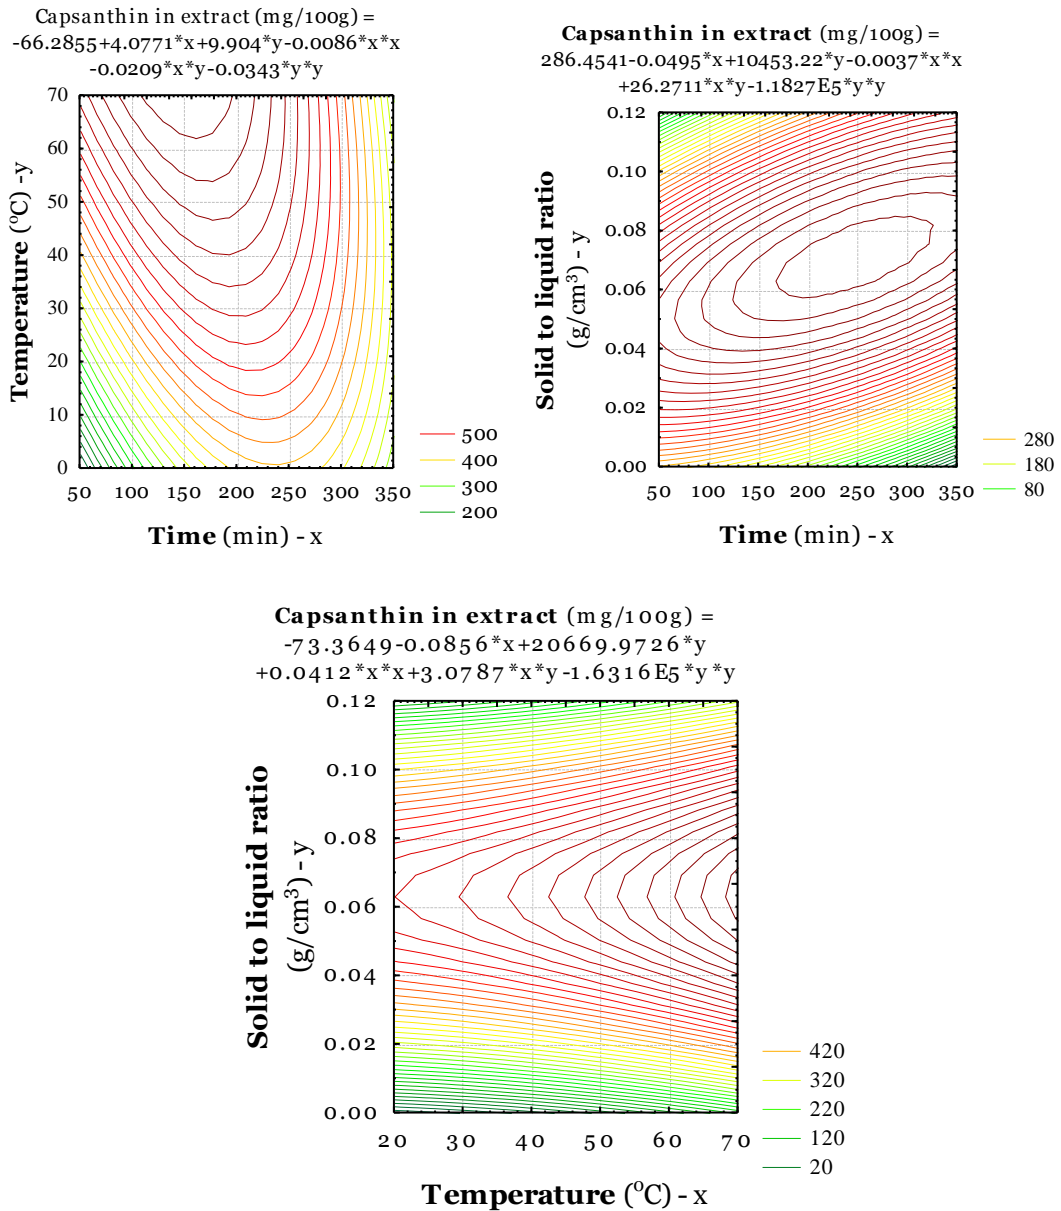 Capsanthin in extract (mg/100g) =
-66.2855+4.0771*x+9.904*y-0.0086*x*x
-0.0209*x*y-0.0343*y*y
70
60
50
40
30
20
10
0
Temperature (°C) -y
50 100 150 200 250 300 350
Time (min) - x
500
400
300
200
Capsanthin in extract (mg/100g) =
286.4541-0.0495*x+10453.22*y-0.0037*x*x
+26.2711*x*y-1.1827E5*y*y
0.12
0.10
0.08
0.06
0.04
0.02
0.00
Solid to liquid ratio
(g/cm³) - y
50 100 150 200 250 300 350
Time (min) - x
280
180
80
Capsanthin in extract (mg/100g) =
-73.3649-0.0856*x+20669.9726*y
+0.0412*x*x+3.0787*x*y-1.6316E5*y*y
0.12
0.10
0.08
0.06
0.04
0.02
0.00
Solid to liquid ratio
(g/cm³) - y
20 30 40 50 60 70
Temperature (°C) - x
420
320
220
120
20